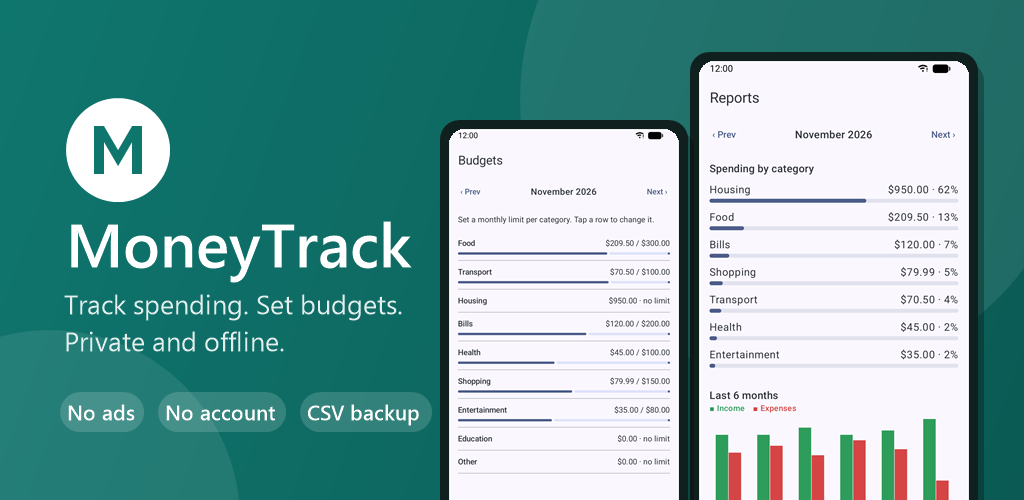 M
MoneyTrack
Track spending. Set budgets.
Private and offline.
No ads
No account
CSV backup
12:00
Budgets
‹ Prev
November 2026
Next ›
Set a monthly limit per category. Tap a row to change it.
Food $209.50 / $300.00
Transport $70.50 / $100.00
Housing $950.00 · no limit
Bills $120.00 / $200.00
Health $45.00 / $100.00
Shopping $79.99 / $150.00
Entertainment $35.00 / $80.00
Education $0.00 · no limit
Other $0.00 · no limit
12:00
Reports
‹ Prev
November 2026
Next ›
Spending by category
Housing $950.00 · 62%
Food $209.50 · 13%
Bills $120.00 · 7%
Shopping $79.99 · 5%
Transport $70.50 · 4%
Health $45.00 · 2%
Entertainment $35.00 · 2%
Last 6 months
Income Expenses